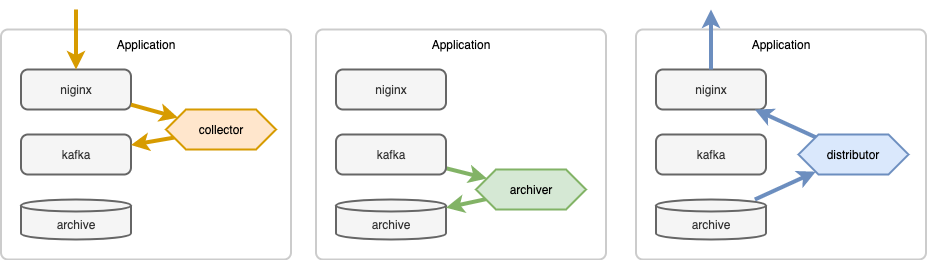 Application
niginx
collector
kafka
archive
Application
niginx
kafka
archiver
archive
Application
niginx
kafka
distributor
archive